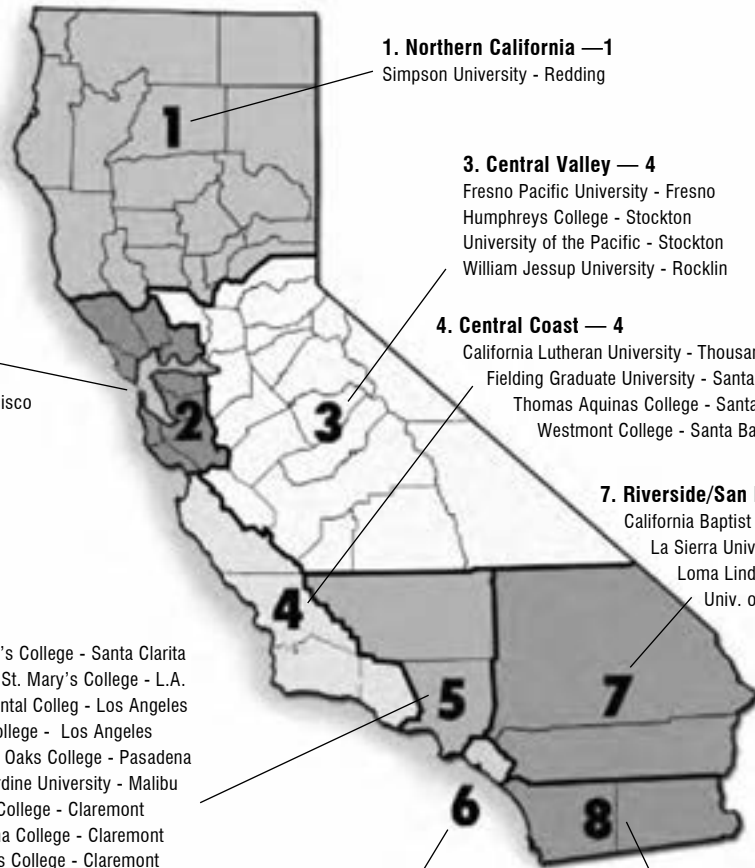 1. Northern California —1
Simpson University - Redding
1
3. Central Valley — 4
Fresno Pacific University - Fresno
Humphreys College - Stockton
University of the Pacific - Stockton
William Jessup University - Rocklin
4. Central Coast — 4
California Lutheran University - Thousan
Fielding Graduate University - Santa
Thomas Aquinas College - Santa
Westmont College - Santa Ba
isco
2
3
7. Riverside/San
California Baptist
La Sierra Univ
Loma Lind
Univ. o
4
's College - Santa Clarita
St. Mary's College - L.A.
ntal Colleg - Los Angeles
ollege - Los Angeles
Oaks College - Pasadena
rdine University - Malibu
College - Claremont
na College - Claremont
s College - Claremont
5
7
6
8